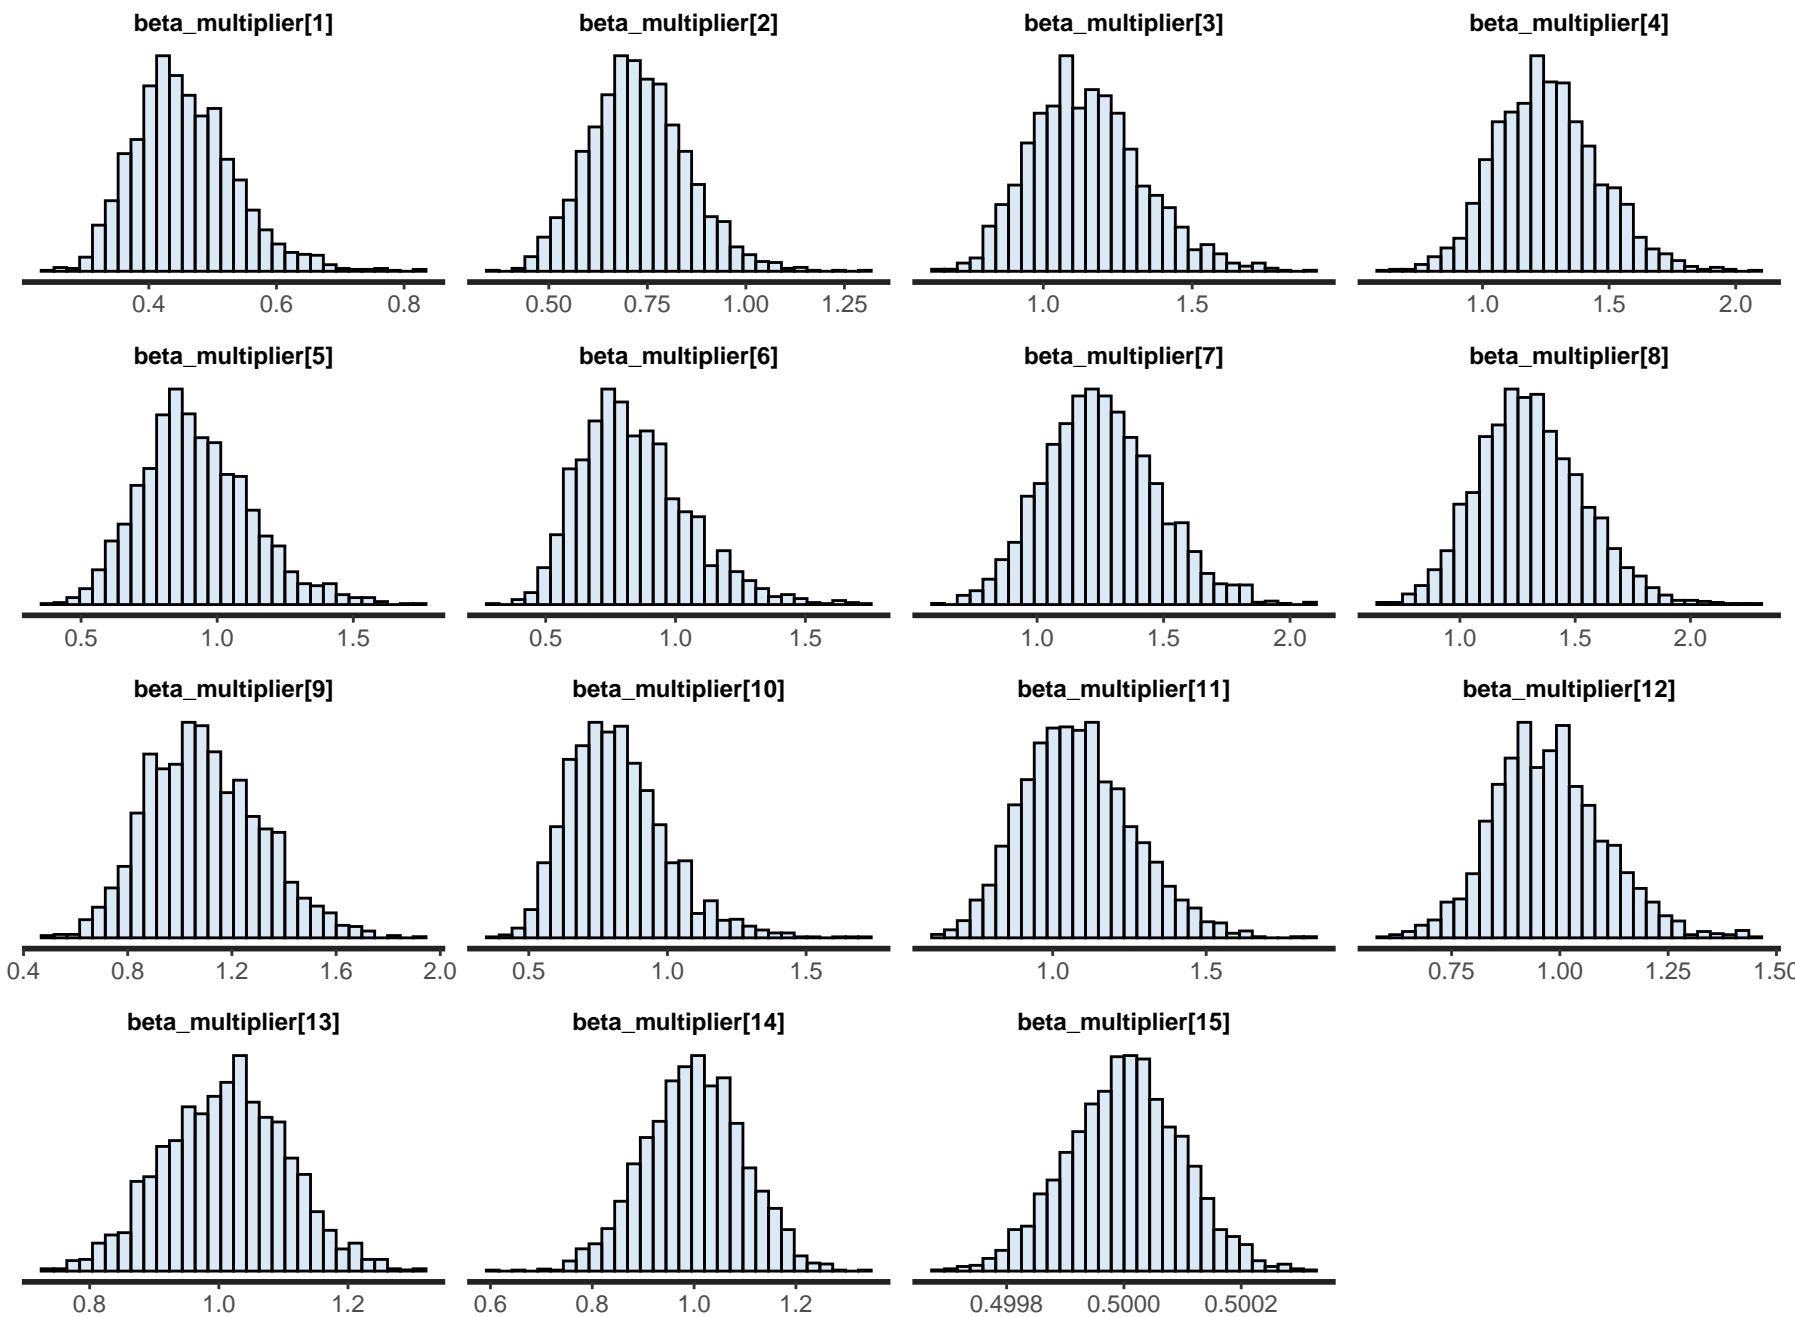 beta_multiplier[1] beta_multiplier[2] beta_multiplier[3] beta_multiplier[4]
0.4 0.6 0.8 0.50 0.75 1.00 1.25 1.0 1.5 1.0 1.5 2.0
beta_multiplier[5] beta_multiplier[6] beta_multiplier[7] beta_multiplier[8]
0.5 1.0 1.5 0.5 1.0 1.5 1.0 1.5 2.0 1.0 1.5 2.0
beta_multiplier[9] beta_multiplier[10] beta_multiplier[11] beta_multiplier[12]
0.4 0.8 1.2 1.6 2.0 0.5 1.0 1.5 1.0 1.5 0.75 1.00 1.25 1.50
beta_multiplier[13] beta_multiplier[14] beta_multiplier[15]
0.8 1.0 1.2 0.6 0.8 1.0 1.2 0.4998 0.5000 0.5002